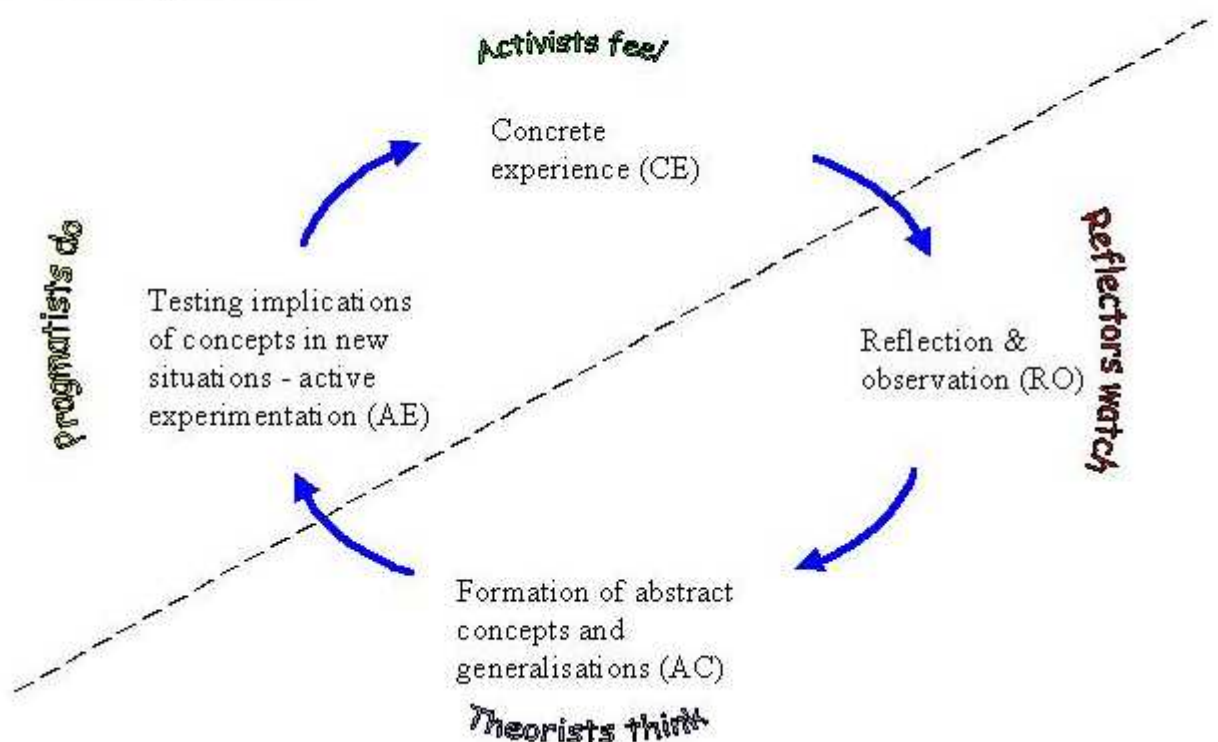 Activists feel
Concrete
experience (CE)
Reflectors watch
Reflection &
observation (RO)
Formation of abstract
concepts and
generalisations (AC)
Theorists think
pragmatists do
Testing implications
of concepts in new
situations - active
experimentation (AE)